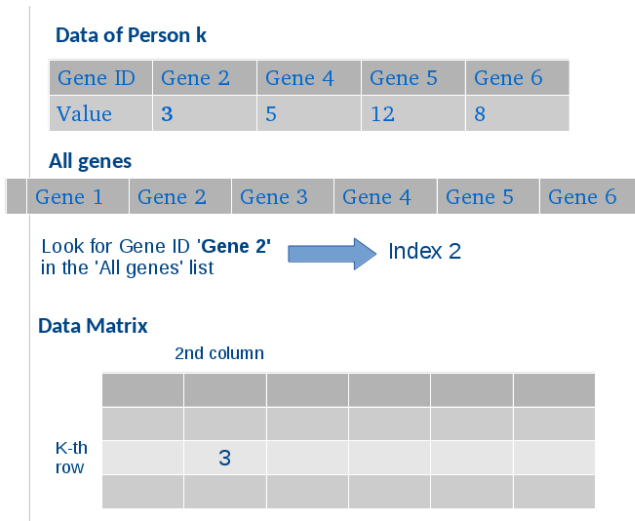 Data of Person k
Gene ID Gene 2 Gene 4 Gene 5 Gene 6
Value 3 5 12 8
All genes
Gene 1 Gene 2 Gene 3 Gene 4 Gene 5 Gene 6
Look for Gene ID 'Gene 2' Index 2
in the 'All genes' list
Data Matrix
2nd column
K-th
row
3